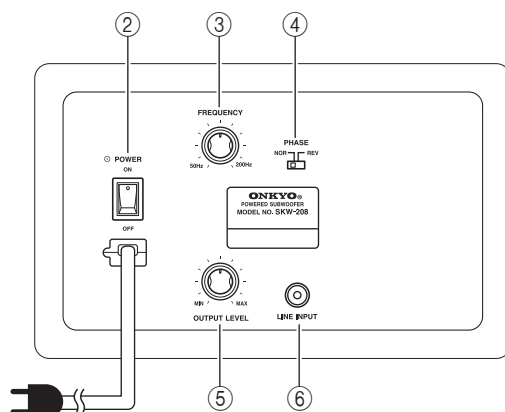 ② ③ ④
FREQUENCY
50Hz 200Hz
PHASE
NOR REV
POWER
ON
OFF
ONKYO®
POWERED SUBWOOFER
MODEL NO. SKW-208
MIN MAX
OUTPUT LEVEL
LINE INPUT
⑤ ⑥